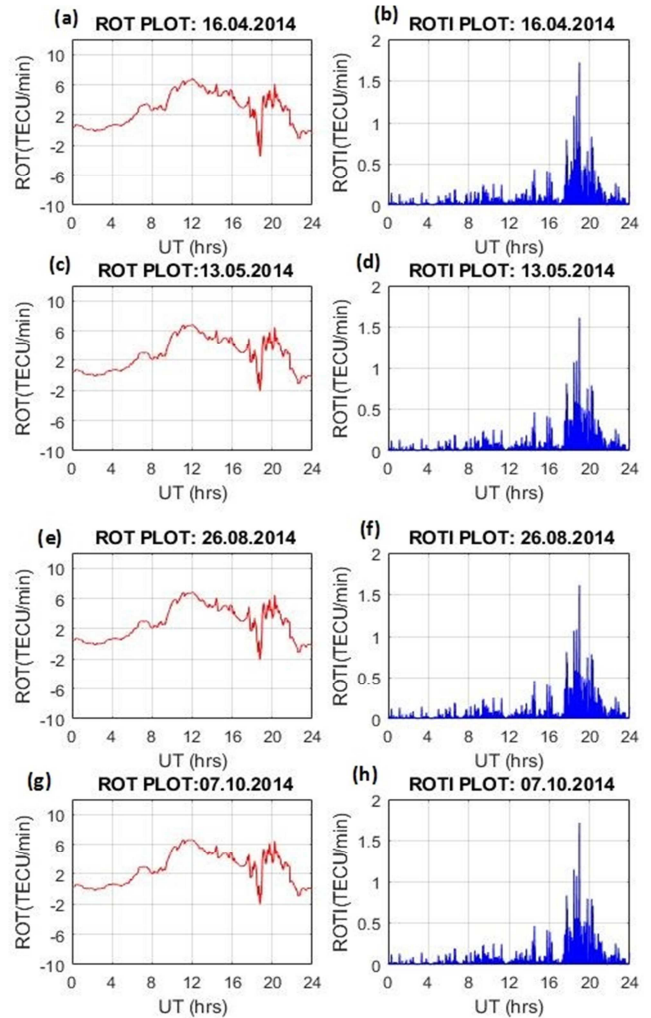 (a) ROT PLOT: 16.04.2014
ROT(TECU/min)
6
2
-2
-6
-10
0 4 8 12 16 20 24
UT (hrs)
(b) ROTI PLOT: 16.04.2014
ROTI(TECU/min)
2
1.5
1
0.5
0
0 4 8 12 16 20 24
UT (hrs)
(c) ROT PLOT:13.05.2014
ROT(TECU/min)
10
6
2
-2
-6
-10
0 4 8 12 16 20 24
UT (hrs)
(d) ROTI PLOT: 13.05.2014
ROTI(TECU/min)
2
1.5
1
0.5
0
0 4 8 12 16 20 24
UT (hrs)
(e) ROT PLOT: 26.08.2014
ROT(TECU/min)
10
6
2
-2
-6
-10
0 4 8 12 16 20 24
UT (hrs)
(f) ROTI PLOT: 26.08.2014
ROTI(TECU/min)
2
1.5
1
0.5
0
0 4 8 12 16 20 24
UT (hrs)
(g) ROT PLOT:07.10.2014
ROT(TECU/min)
10
6
2
-2
-6
-10
0 4 8 12 16 20 24
UT (hrs)
(h) ROTI PLOT: 07.10.2014
ROTI(TECU/min)
2
1.5
1
0.5
0
0 4 8 12 16 20 24
UT (hrs)